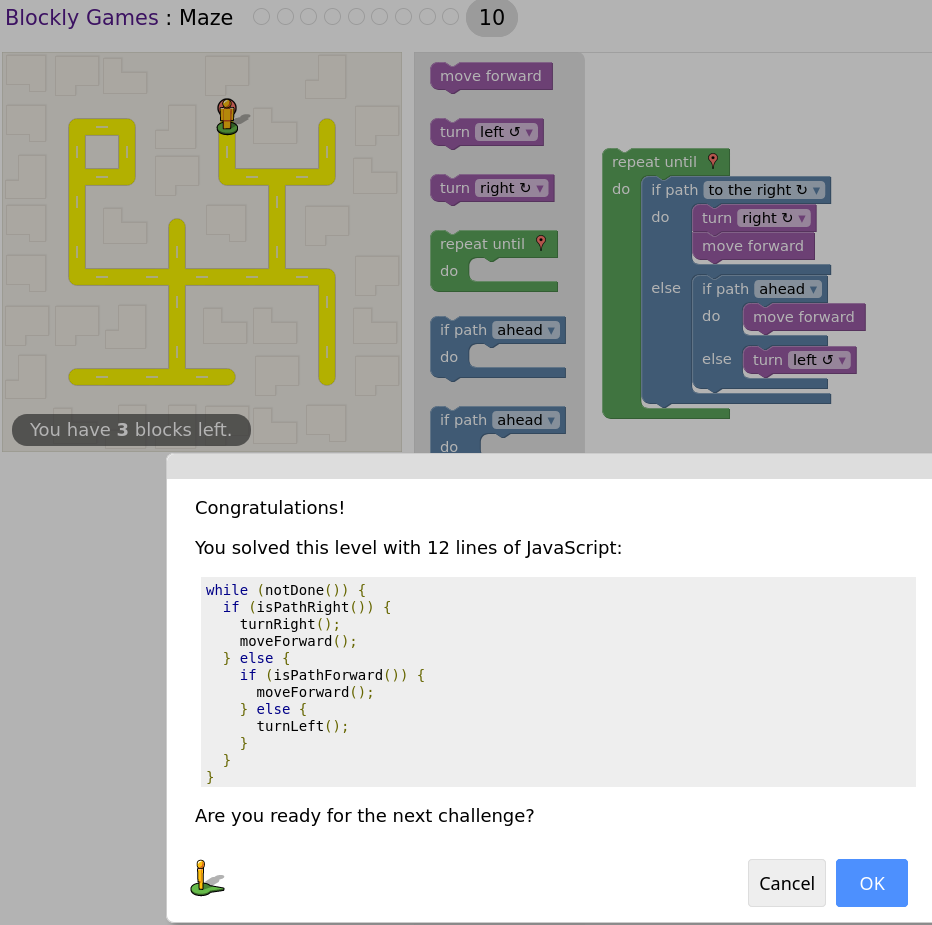 Blockly Games : Maze 10
move forward
turn left ↺ ▾
turn right ↻ ▾
repeat until
do
if path ahead ▾
do
if path ahead ▾
do
repeat until
do if path to the right ↻ ▾
do turn right ↻ ▾
move forward
else if path ahead ▾
do move forward
else turn left ↺ ▾
You have 3 blocks left.
Congratulations!
You solved this level with 12 lines of JavaScript:
while (notDone()) {
  if (isPathRight()) {
    turnRight();
    moveForward();
  } else {
    if (isPathForward()) {
      moveForward();
    } else {
      turnLeft();
    }
  }
}
Are you ready for the next challenge?
Cancel OK